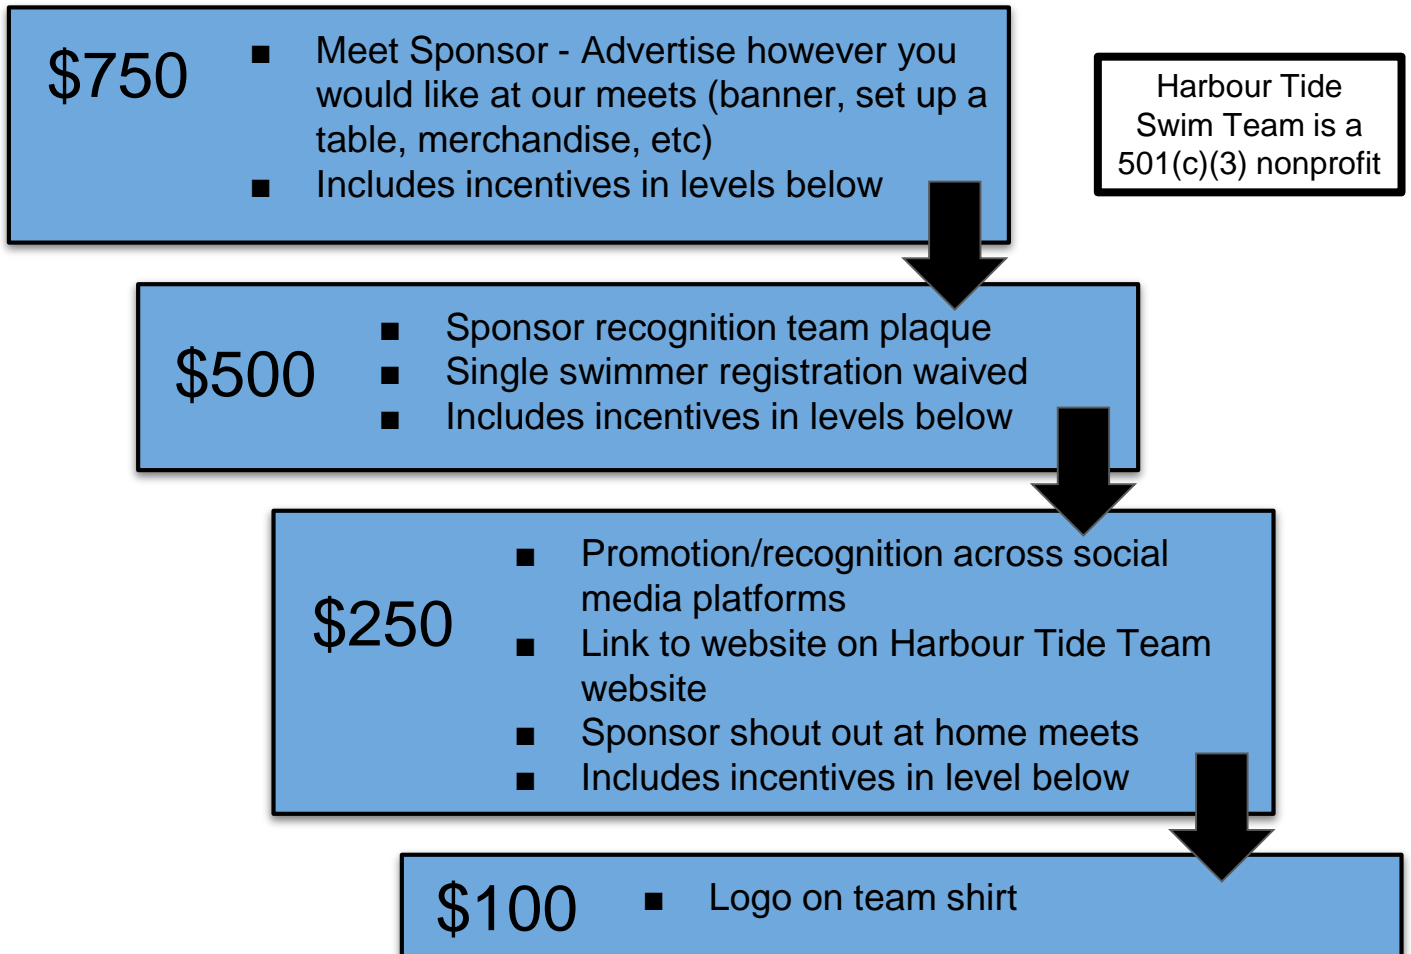 $750
■ Meet Sponsor - Advertise however you
would like at our meets (banner, set up a
table, merchandise, etc)
■ Includes incentives in levels below
Harbour Tide
Swim Team is a
501(c)(3) nonprofit
$500
■ Sponsor recognition team plaque
■ Single swimmer registration waived
■ Includes incentives in levels below
$250
■ Promotion/recognition across social
media platforms
■ Link to website on Harbour Tide Team
website
■ Sponsor shout out at home meets
■ Includes incentives in level below
$100
■ Logo on team shirt